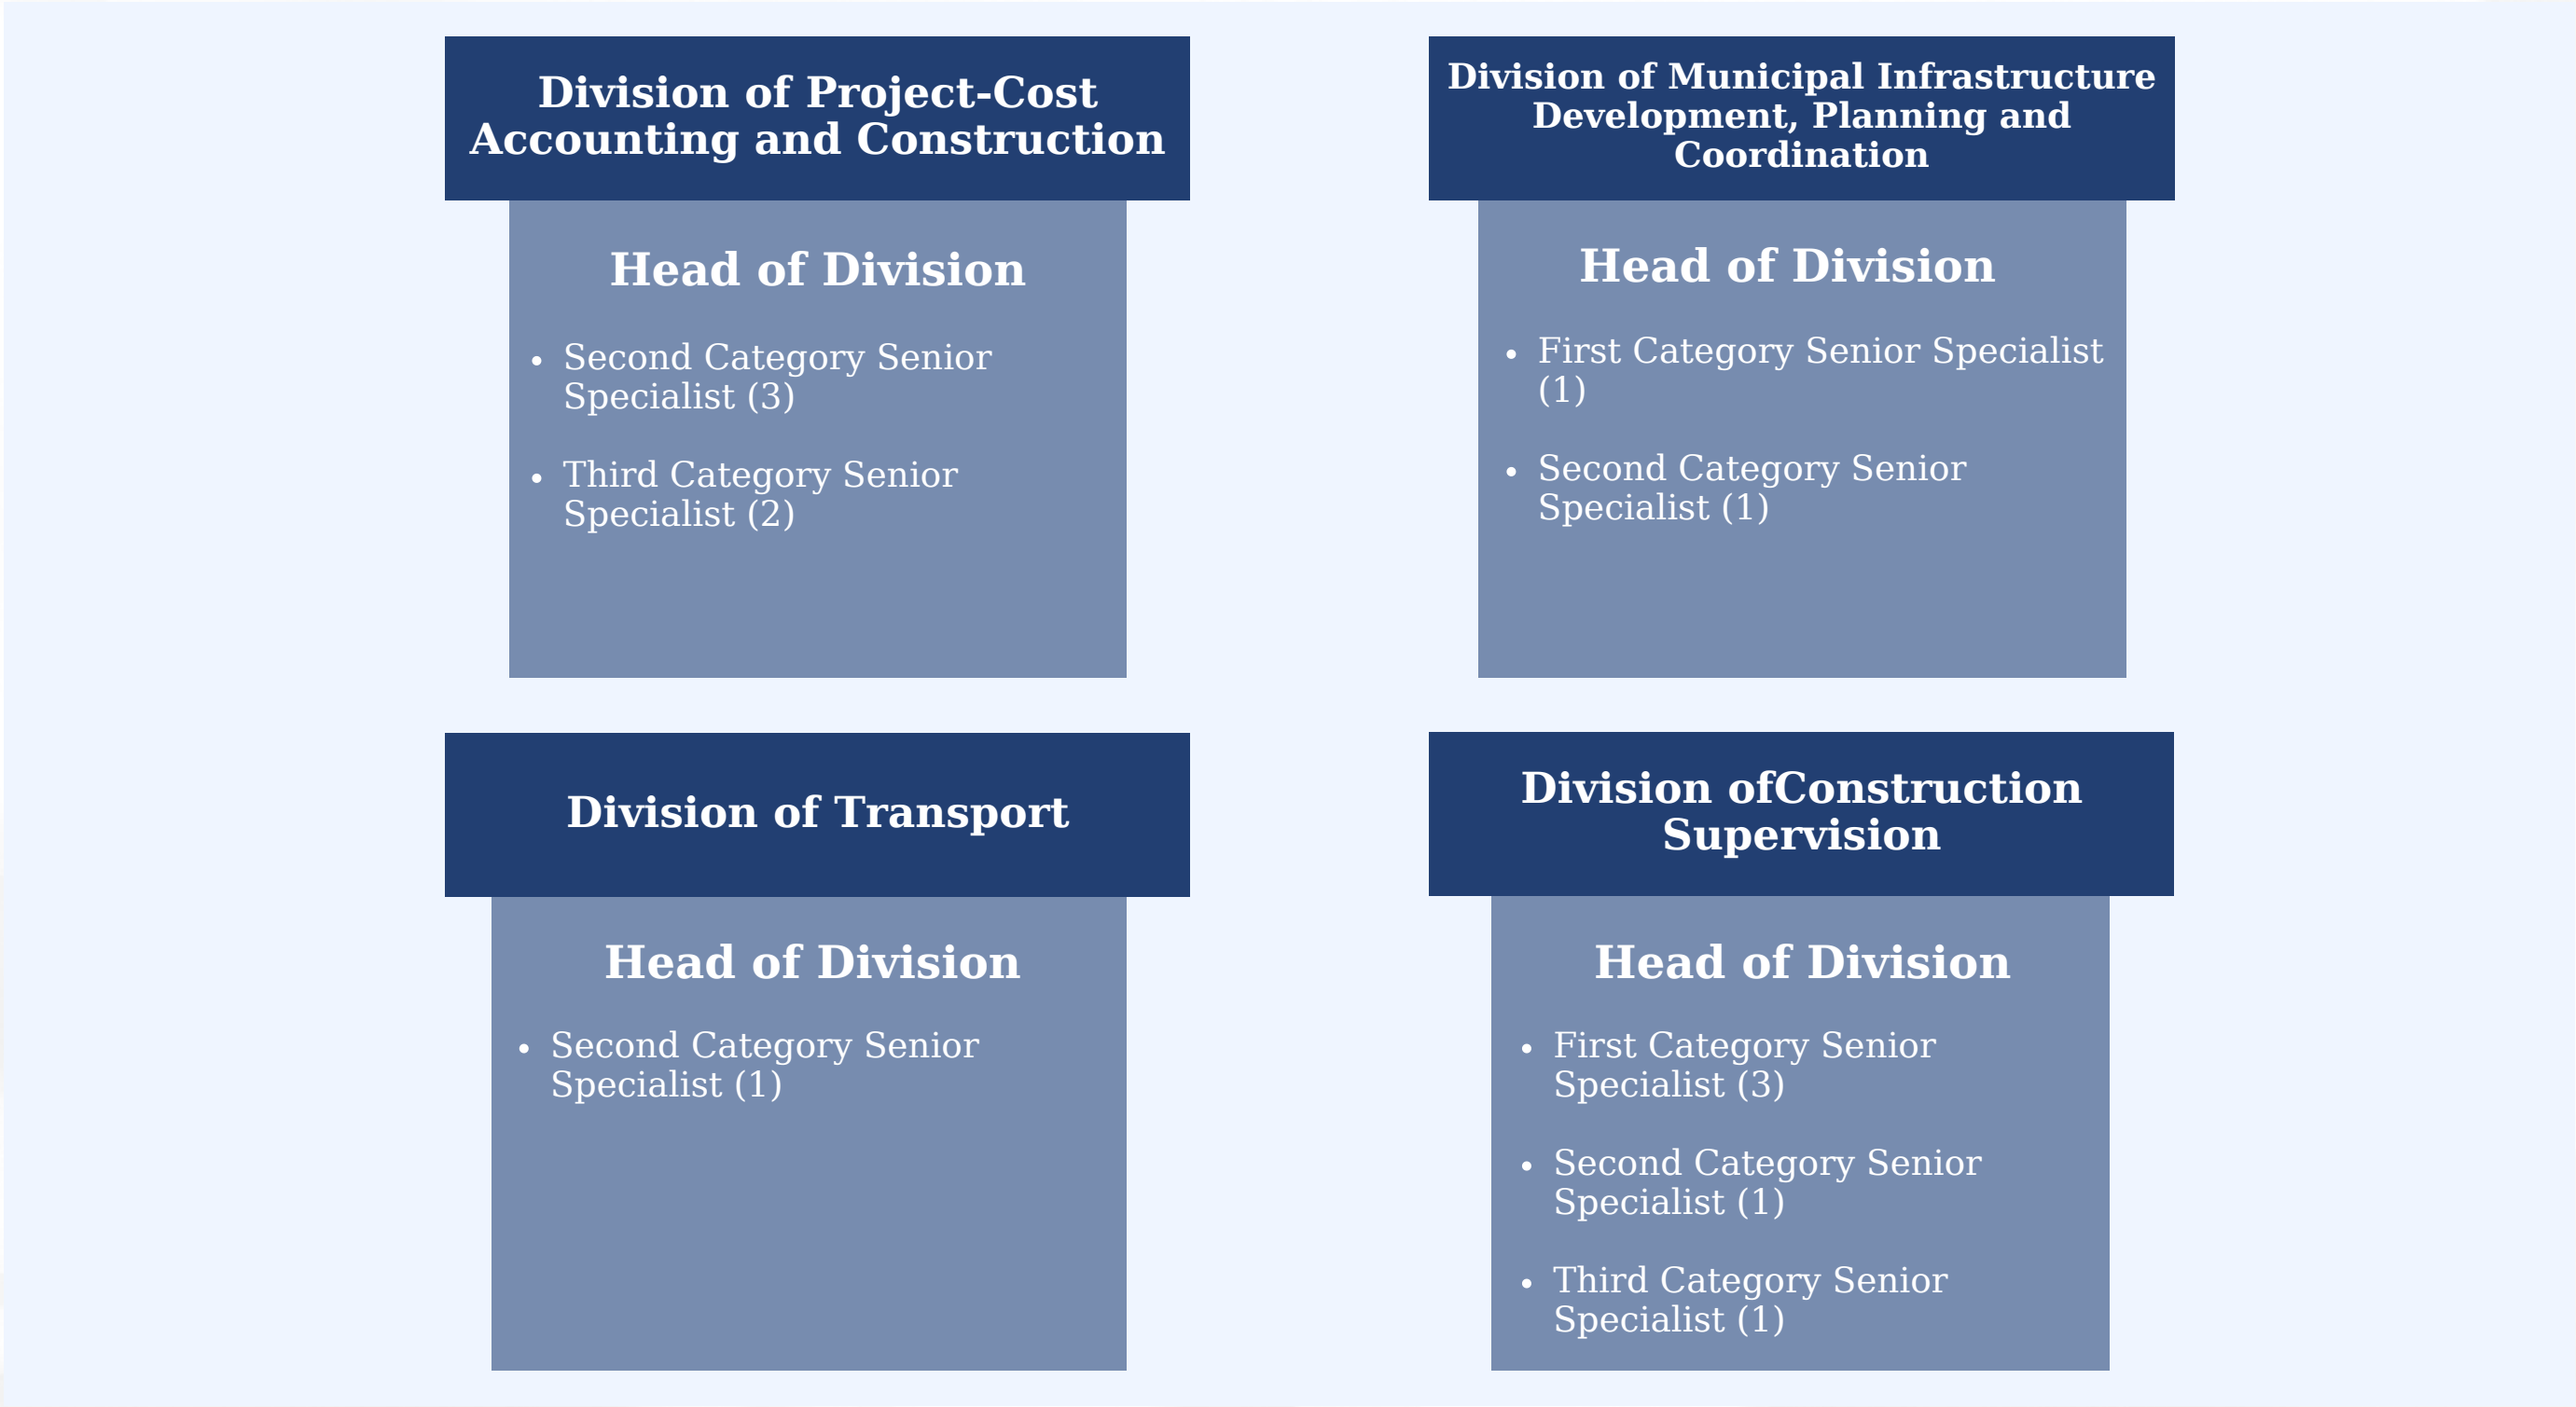 Division of Project-Cost
Accounting and Construction
Head of Division
• Second Category Senior
Specialist (3)
• Third Category Senior
Specialist (2)
Division of Municipal Infrastructure
Development, Planning and
Coordination
Head of Division
• First Category Senior Specialist
(1)
• Second Category Senior
Specialist (1)
Division of Transport
Head of Division
• Second Category Senior
Specialist (1)
Division ofConstruction
Supervision
Head of Division
• First Category Senior
Specialist (3)
• Second Category Senior
Specialist (1)
• Third Category Senior
Specialist (1)